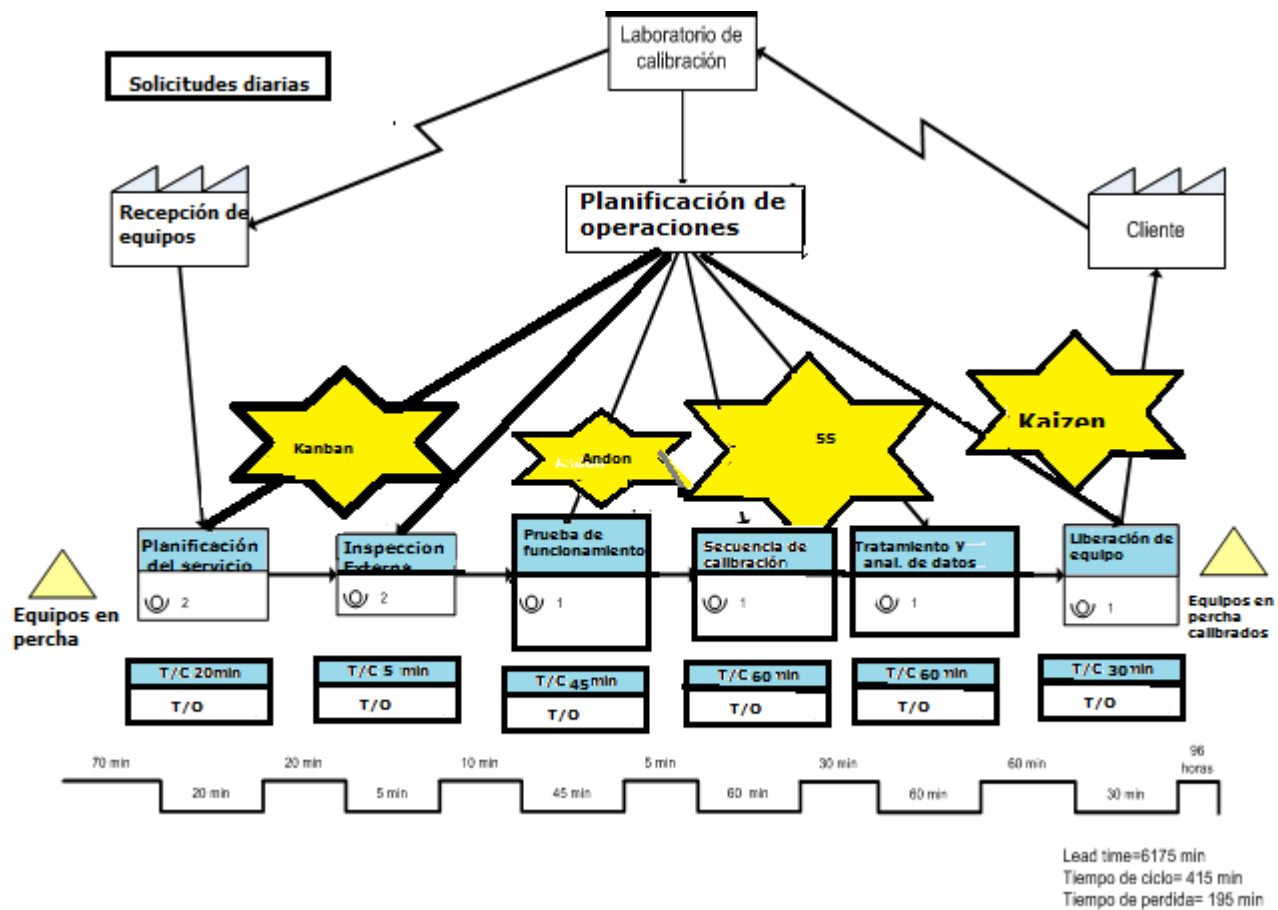 Laboratorio de
calibración
Solicitudes diarias
Recepción de
equipos
Planificación de
operaciones
Cliente
Kanban
Andon
5S
Kaizen
Planificación
del servicio
2
Inspeccion
Externa
2
Prueba de
funcionamiento
1
Secuencia de
calibración
1
Tratamiento Y
anal. de datos
1
Liberación de
equipo
1
Equipos en
percha
Equipos en
percha
calibrados
T/C 20min
T/O
T/C 5 min
T/O
T/C 45min
T/O
T/C 60 min
T/O
T/C 60 min
T/O
T/C 30min
T/O
70 min
20 min
20 min
5 min
10 min
45 min
5 min
60 min
30 min
60 min
60 min
30 min
96
horas
Lead time=6175 min
Tiempo de ciclo= 415 min
Tiempo de perdida= 195 min